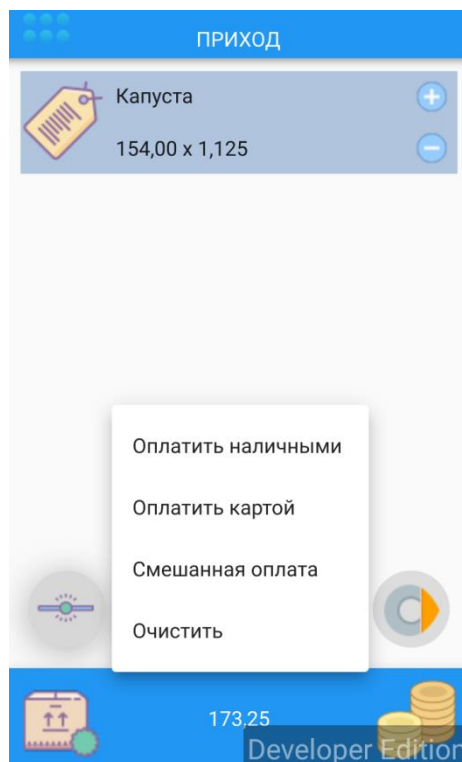 ПРИХОД
Капуста
154,00 x 1,125
Оплатить наличными
Оплатить картой
Смешанная оплата
Очистить
173,25
Developer Edition